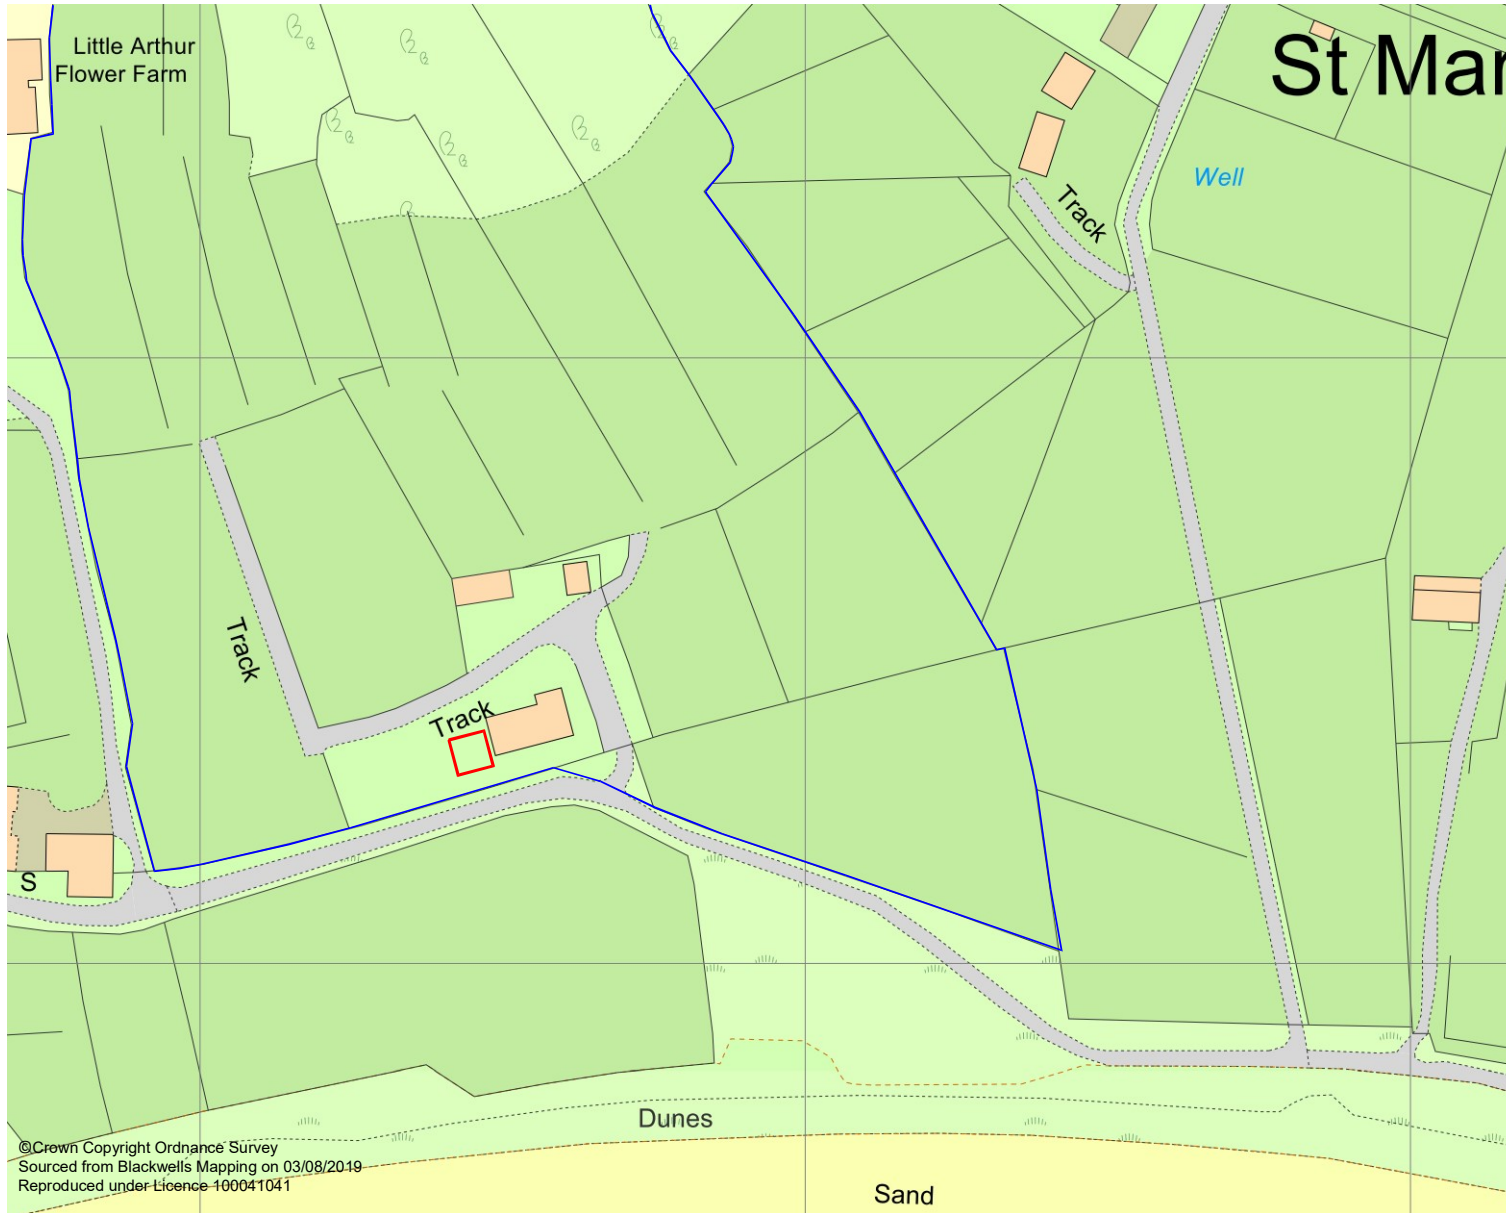 Little Arthur
Flower Farm
St Mar
Well
Track
Track
Track
S
Dunes
©Crown Copyright Ordnance Survey
Sourced from Blackwells Mapping on 03/08/2019
Reproduced under Licence 100041041
Sand